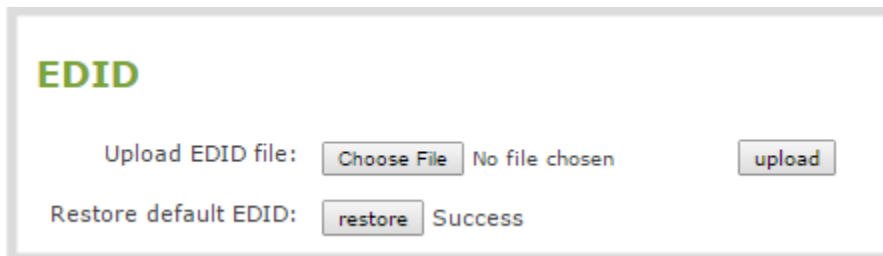 EDID
Upload EDID file: Choose File No file chosen upload
Restore default EDID: restore Success